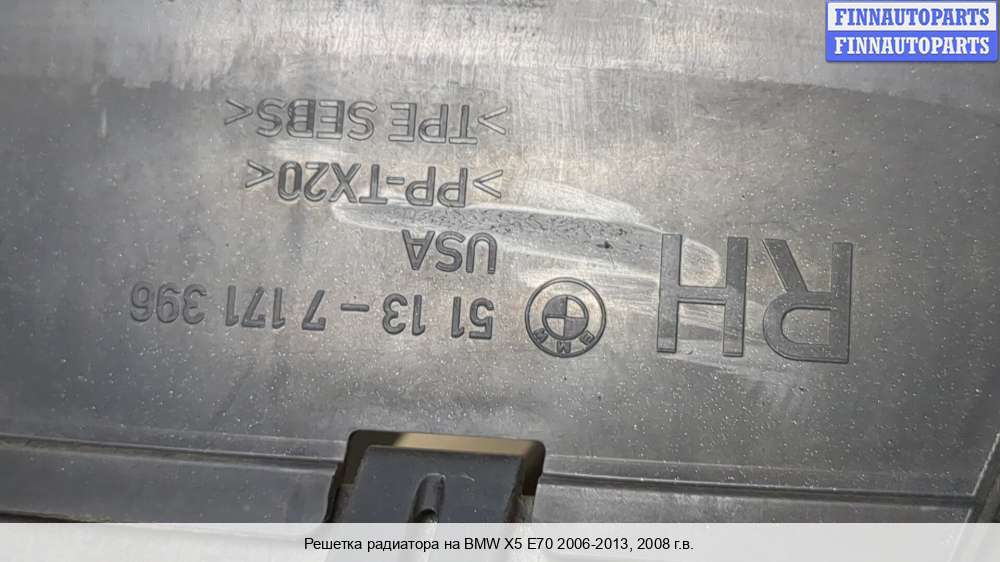 FINNAUTOPARTS
FINNAUTOPARTS
RH
BMW
51 13 - 7 171 396
USA
>PP-TX20<
>TPE SEBS<
Решетка радиатора на BMW X5 E70 2006-2013, 2008 г.в.